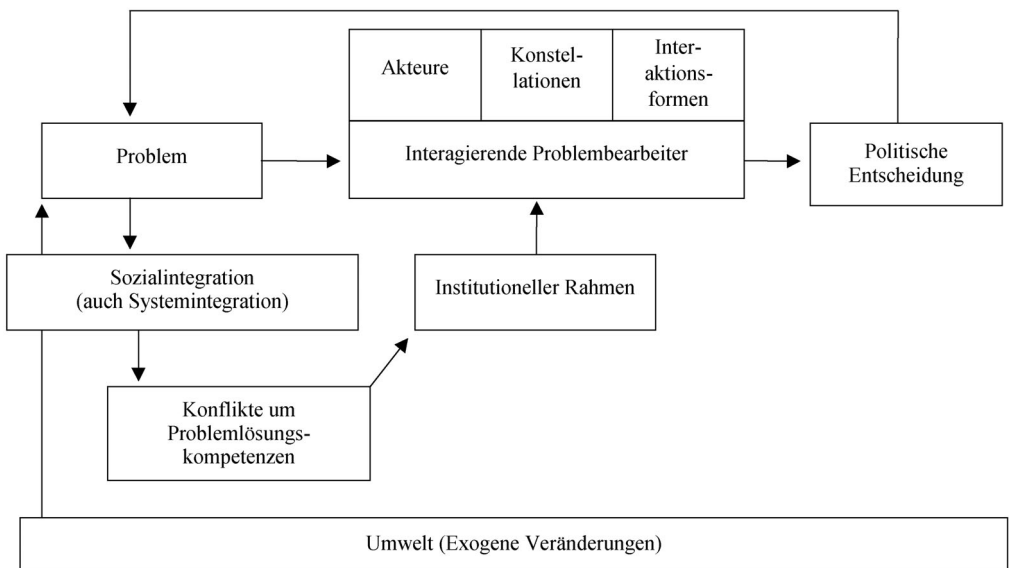 Akteure
Konstel-
lationen
Inter-
aktions-
formen
Problem
Interagierende Problembearbeiter
Politische
Entscheidung
Sozialintegration
(auch Systemintegration)
Institutioneller Rahmen
Konflikte um
Problemlösungs-
kompetenzen
Umwelt (Exogene Veränderungen)